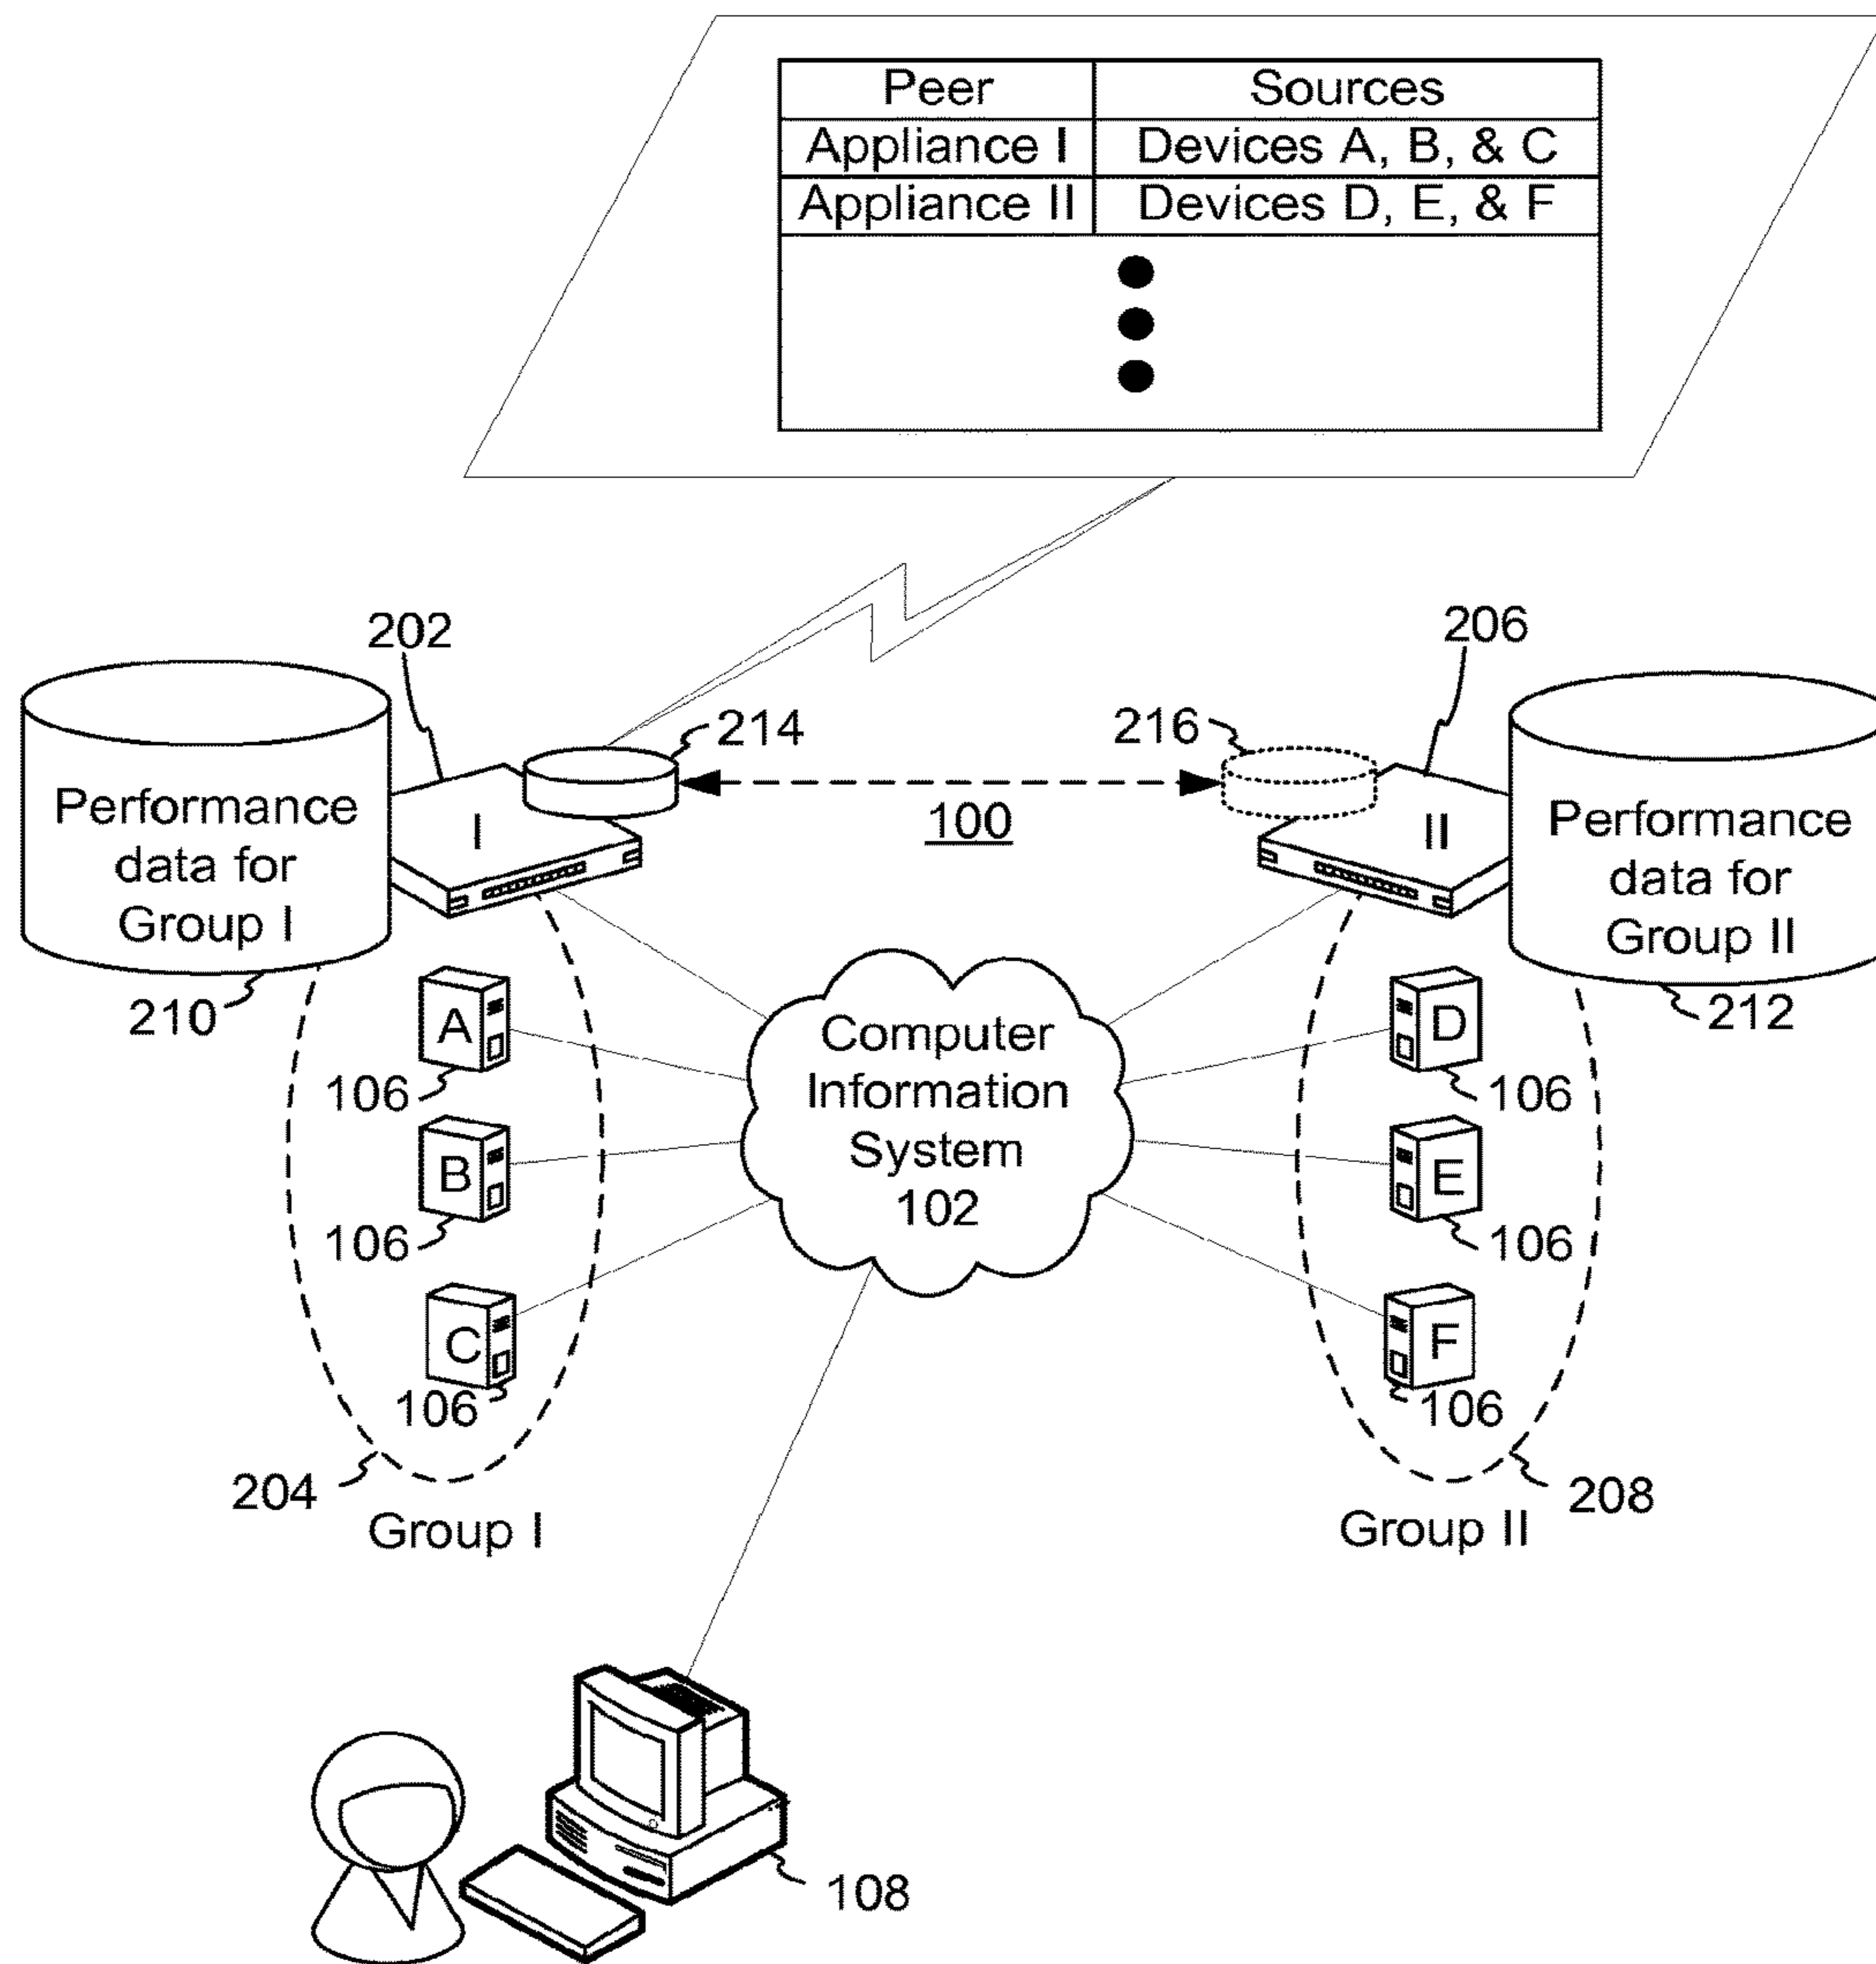 Peer Sources
Appliance I Devices A, B, & C
Appliance II Devices D, E, & F
202
206
214
216
100
Performance
data for
Group I
I
II
Performance
data for
Group II
210
212
A
106
B
106
C
106
Computer
Information
System
102
D
106
E
106
F
106
204
Group I
208
Group II
108